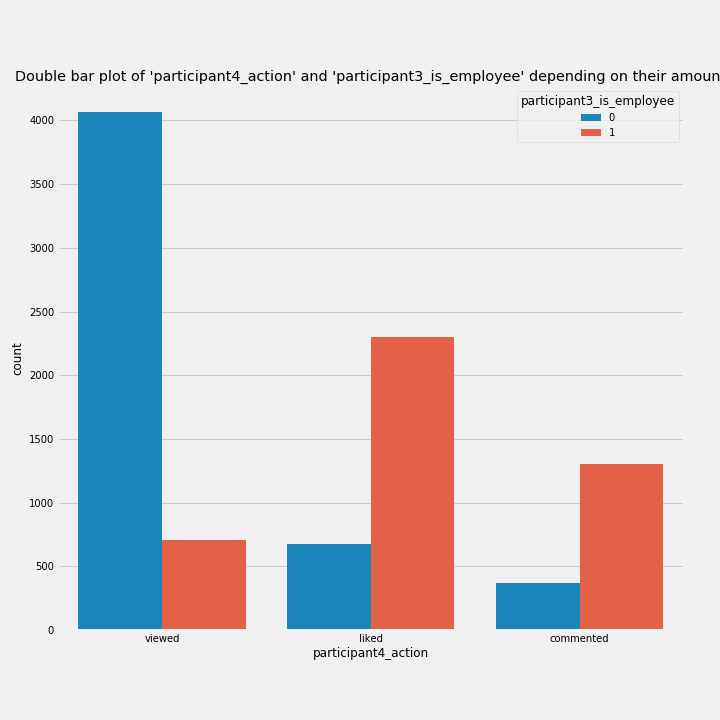 Double bar plot of 'participant4_action' and 'participant3_is_employee' depending on their amoun
participant3_is_employee
0
1
4000
3500
3000
2500
2000
1500
1000
500
0
count
viewed
liked
commented
participant4_action